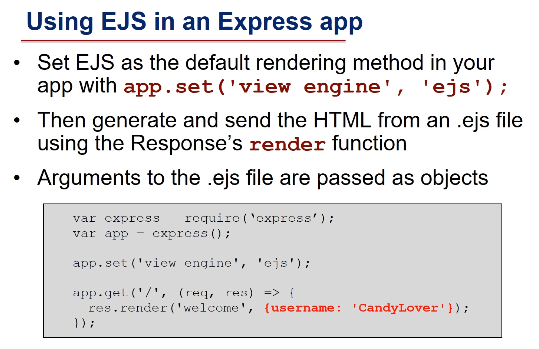 Using EJS in an Express app
• Set EJS as the default rendering method in your
app with app.set('view engine', 'ejs');
• Then generate and send the HTML from an .ejs file
using the Response's render function
• Arguments to the .ejs file are passed as objects
var express = require('express');
var app = express();
app.set('view engine', 'ejs');
app.get('/', (req, res) => {
res.render('welcome', {username: 'CandyLover'});
});